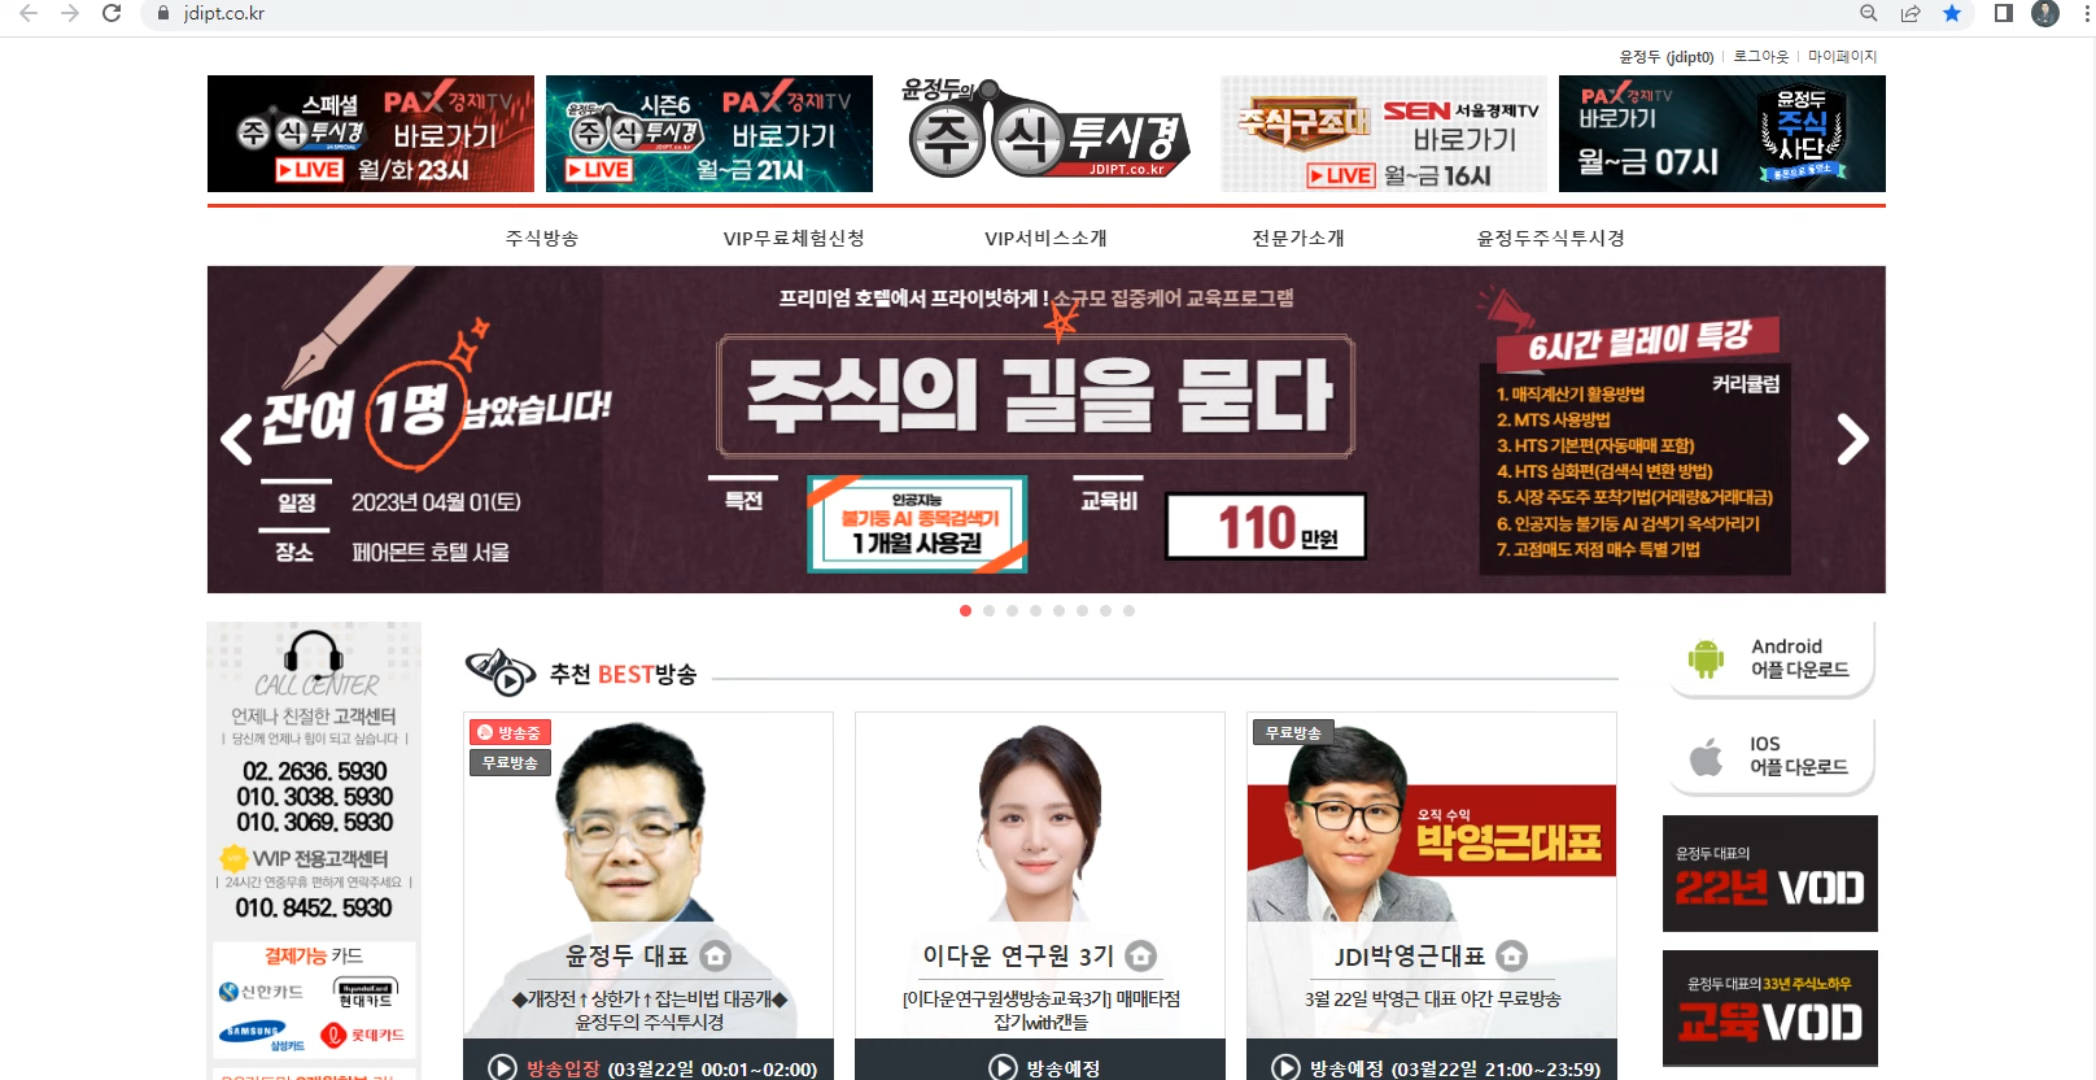 jdipt.co.kr
윤정두 (jdipt0) | 로그아웃 | 마이페이지
스페셜
주식투시경
PAX경제TV
바로가기
LIVE 월/화 23시
시즌6
주식투시경
PAX경제TV
바로가기
LIVE 월~금 21시
윤정두의
주식투시경
JDIPT.co.kr
주식구조대
SEN 서울경제TV
바로가기
LIVE 월~금 16시
PAX경제TV
바로가기
월~금 07시
윤정두
주식
사단
주식방송
VIP무료체험신청
VIP서비스소개
전문가소개
윤정두주식투시경
잔여 1명 남았습니다!
일정 2023년 04월 01(토)
장소 페어몬트 호텔 서울
프리미엄 호텔에서 프라이빗하게 ! 소규모 집중케어 교육프로그램
주식의 길을 묻다
특전
인공지능
불기둥 AI 종목검색기
1개월 사용권
교육비
110 만원
6시간 릴레이 특강
커리큘럼
1. 매직계산기 활용방법
2. MTS 사용방법
3. HTS 기본편(자동매매 포함)
4. HTS 심화편(검색식 변환 방법)
5. 시장 주도주 포착기법(거래량&거래대금)
6. 인공지능 불기둥 AI 검색기 옥석가리기
7. 고점매도 저점 매수 특별 기법
CALL CENTER
언제나 친절한 고객센터
| 당신께 언제나 힘이 되고 싶습니다 |
02. 2636. 5930
010. 3038. 5930
010. 3069. 5930
VVIP 전용고객센터
| 24시간 연중무휴 편하게 연락주세요 |
010. 8452. 5930
결제가능 카드
신한카드
HyundaiCard
현대카드
SAMSUNG
삼성카드
롯데카드
추천 BEST방송
방송중
무료방송
윤정두 대표
◆개장전↑상한가↑잡는비법 대공개◆
윤정두의 주식투시경
방송입장 (03월22일 00:01~02:00)
이다운 연구원 3기
[이다운연구원생방송교육3기] 매매타점
잡기with캔들
방송예정
무료방송
오직 수익
박영근대표
JDI박영근대표
3월 22일 박영근 대표 야간 무료방송
방송예정 (03월22일 21:00~23:59)
Android
어플 다운로드
IOS
어플 다운로드
윤정두 대표의
22년 VOD
윤정두 대표의 33년 주식노하우
교육VOD